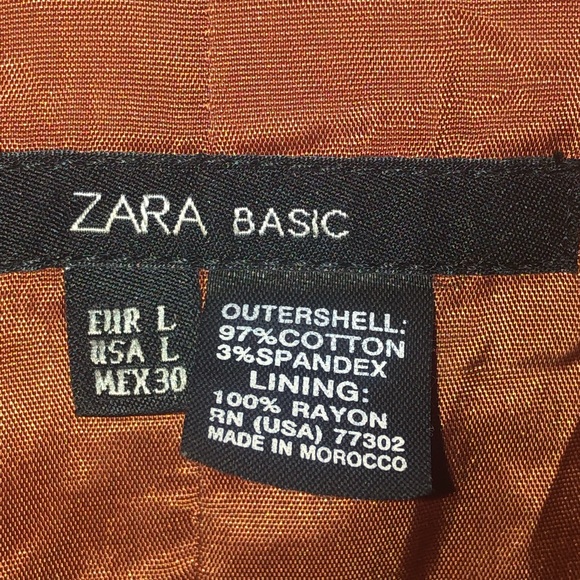 ZARA BASIC
EUR L
USA L
MEX 30
OUTERSHELL:
97%COTTON
3%SPANDEX
LINING:
100% RAYON
RN (USA) 77302
MADE IN MOROCCO